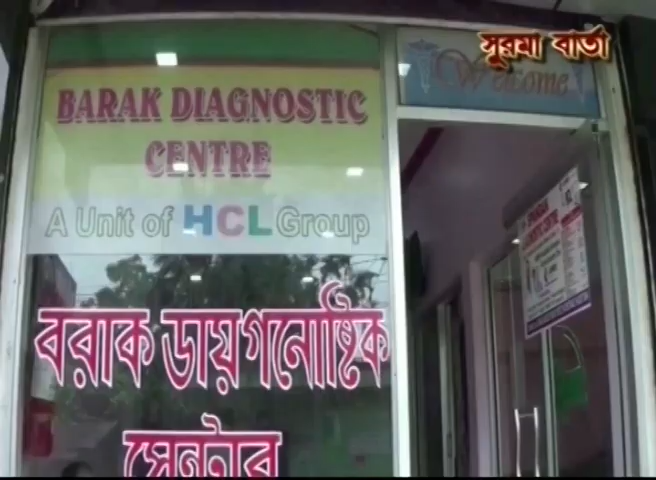 সুরমা বার্তা
Welcome
BARAK DIAGNOSTIC
CENTRE
A Unit of HCL Group
বরাক ডায়গনোষ্টিক
সেন্টার